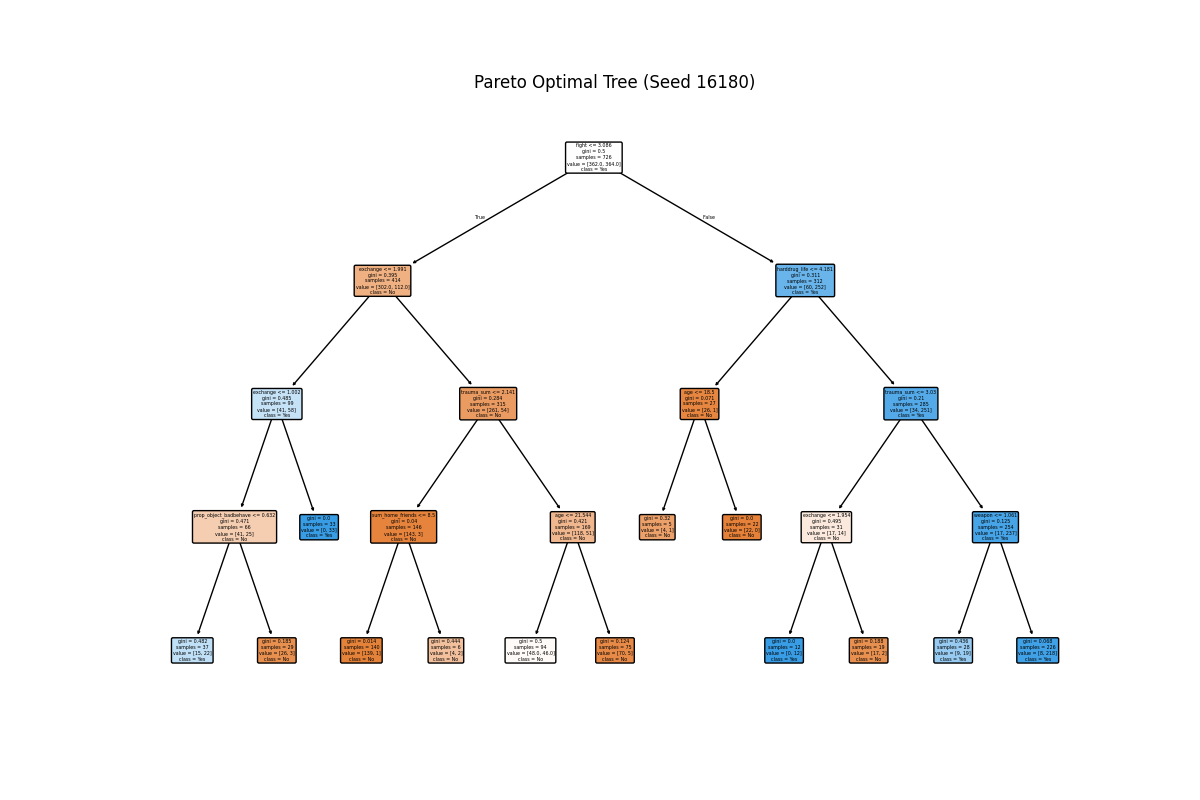 Pareto Optimal Tree (Seed 16180)
fight <= 3.086
gini = 0.5
samples = 726
value = [362.0, 364.0]
class = Yes
True
False
exchange <= 1.991
gini = 0.395
samples = 414
value = [302.0, 112.0]
class = No
harddrug_life <= 4.181
gini = 0.311
samples = 312
value = [60, 252]
class = Yes
exchange <= 1.002
gini = 0.485
samples = 99
value = [41, 58]
class = Yes
trauma_sum <= 2.141
gini = 0.284
samples = 315
value = [261, 54]
class = No
age <= 18.5
gini = 0.071
samples = 27
value = [26, 1]
class = No
trauma_sum <= 3.03
gini = 0.21
samples = 285
value = [34, 251]
class = Yes
prop_object_badbehave <= 0.632
gini = 0.471
samples = 66
value = [41, 25]
class = No
gini = 0.0
samples = 33
value = [0, 33]
class = Yes
sum_home_friends <= 8.5
gini = 0.04
samples = 146
value = [143, 3]
class = No
age <= 21.544
gini = 0.421
samples = 169
value = [118, 51]
class = No
gini = 0.32
samples = 5
value = [4, 1]
class = No
gini = 0.0
samples = 22
value = [22, 0]
class = No
exchange <= 1.954
gini = 0.495
samples = 31
value = [17, 14]
class = No
weapon <= 1.001
gini = 0.125
samples = 254
value = [17, 237]
class = Yes
gini = 0.482
samples = 37
value = [15, 22]
class = Yes
gini = 0.185
samples = 29
value = [26, 3]
class = No
gini = 0.014
samples = 140
value = [139, 1]
class = No
gini = 0.444
samples = 6
value = [4, 2]
class = No
gini = 0.5
samples = 94
value = [48.0, 46.0]
class = No
gini = 0.124
samples = 75
value = [70, 5]
class = No
gini = 0.0
samples = 12
value = [0, 12]
class = Yes
gini = 0.188
samples = 19
value = [17, 2]
class = No
gini = 0.436
samples = 28
value = [9, 19]
class = Yes
gini = 0.068
samples = 226
value = [8, 218]
class = Yes